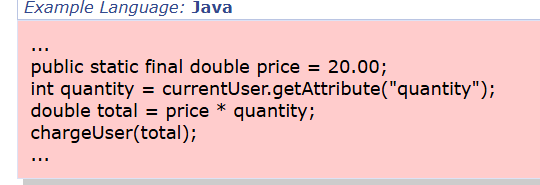 Example Language: Java
...
public static final double price = 20.00;
int quantity = currentUser.getAttribute("quantity");
double total = price * quantity;
chargeUser(total);
...